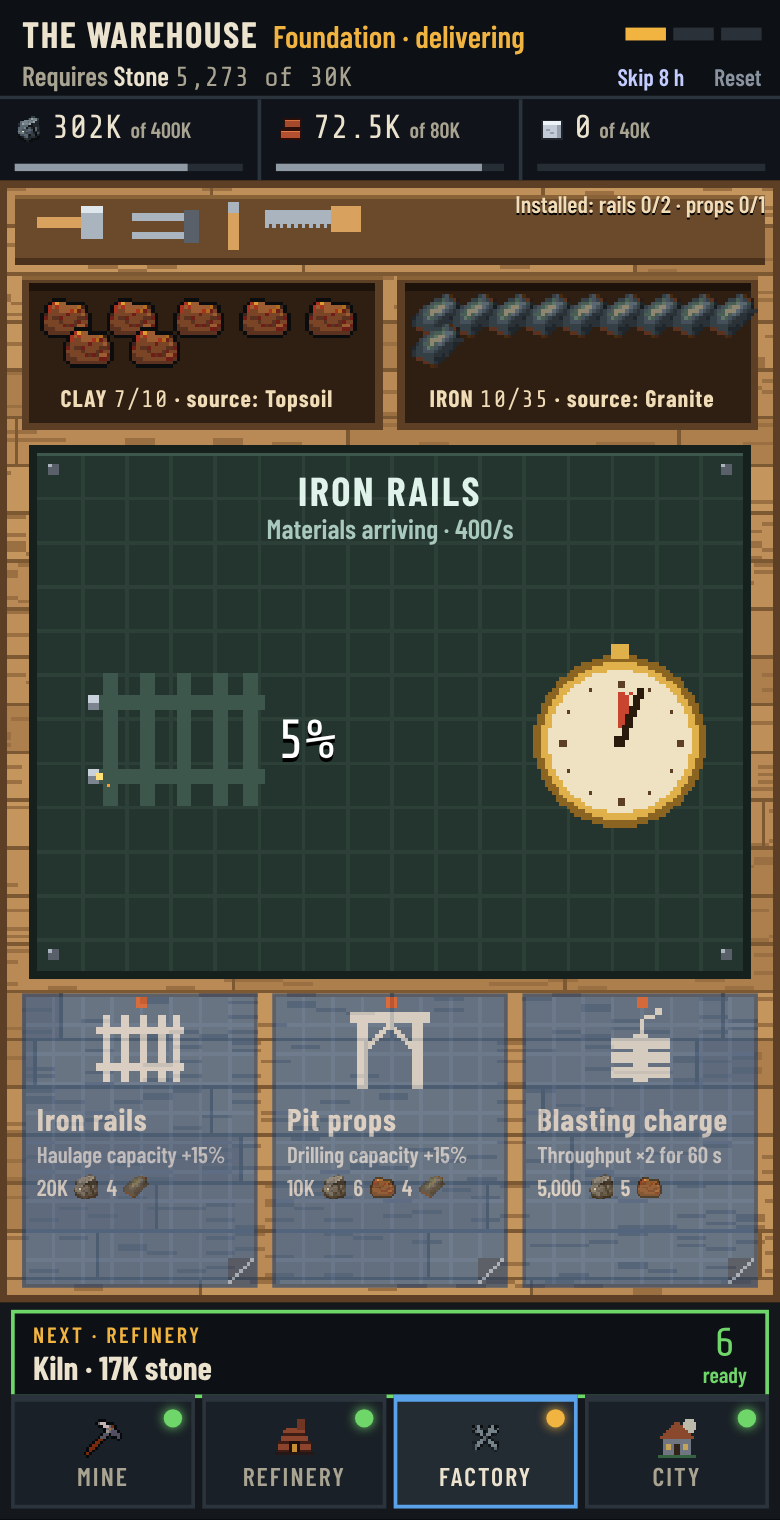 THE WAREHOUSE Foundation · delivering
Requires Stone 5,273 of 30K
Skip 8 h Reset
302K of 400K
72.5K of 80K
0 of 40K
Installed: rails 0/2 · props 0/1
CLAY 7/10 · source: Topsoil
IRON 10/35 · source: Granite
IRON RAILS
Materials arriving · 400/s
5%
Iron rails
Haulage capacity +15%
20K 4
Pit props
Drilling capacity +15%
10K 6 4
Blasting charge
Throughput ×2 for 60 s
5,000 5
NEXT · REFINERY
Kiln · 17K stone
6
ready
MINE
REFINERY
FACTORY
CITY